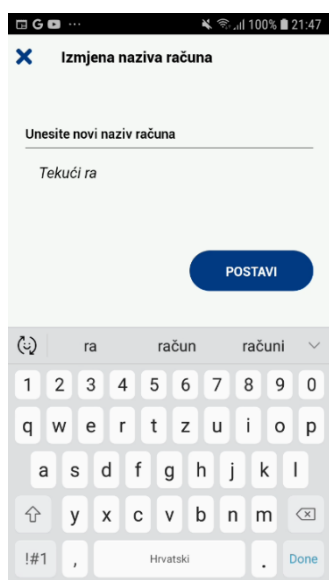 G ... 100% 21:47
X Izmjena naziva računa
Unesite novi naziv računa
Tekući ra
POSTAVI
ra račun računi
1 2 3 4 5 6 7 8 9 0
q w e r t z u i o p
a s d f g h j k l
y x c v b n m
!#1 , Hrvatski . Done